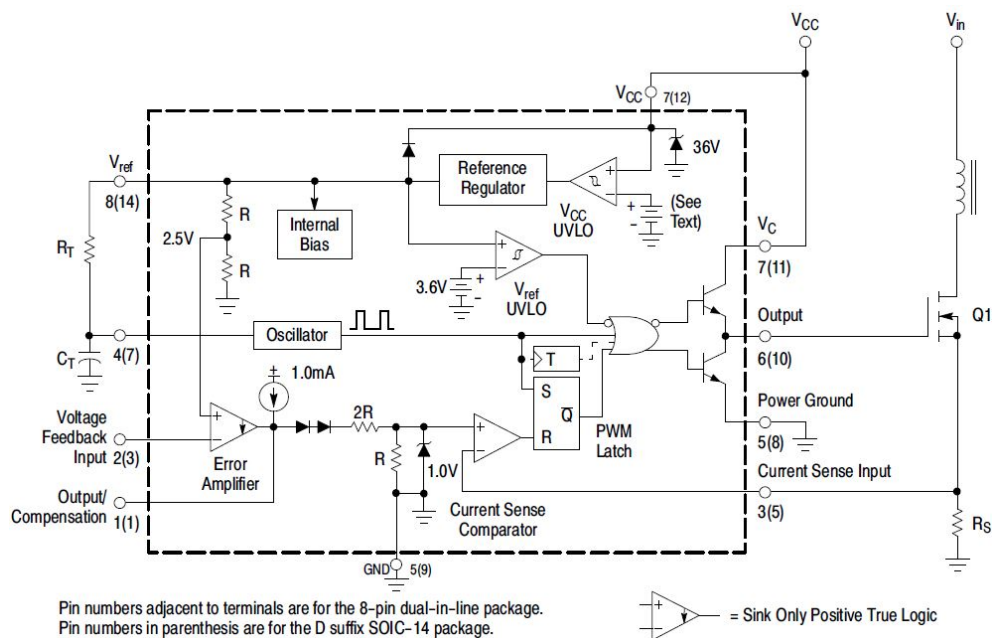 V_CC
V_in
V_CC 7(12)
V_ref
8(14)
R_T
2.5V
R
R
Internal
Bias
Reference
Regulator
+
−
V_CC
UVLO
+
−
(See
Text)
36V
V_C
7(11)
3.6V
+
−
+
−
V_ref
UVLO
Output
6(10)
Q1
4(7)
C_T
Oscillator
T
S
Q̅
R
PWM
Latch
1.0mA
Voltage
Feedback
Input
2(3)
+
−
Error
Amplifier
2R
R
1.0V
+
−
Current Sense
Comparator
Power Ground
5(8)
Current Sense Input
3(5)
R_S
Output/
Compensation
1(1)
GND 5(9)
Pin numbers adjacent to terminals are for the 8-pin dual-in-line package.
Pin numbers in parenthesis are for the D suffix SOIC-14 package.
= Sink Only Positive True Logic